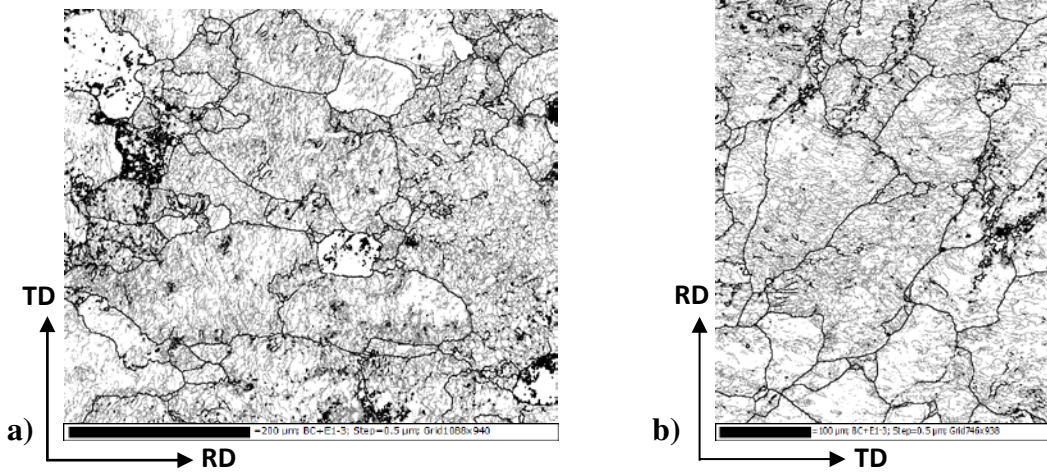 TD
=200 µm; BC+E1-3; Step=0.5 µm; Grid1088x940
a)
RD
RD
=100 µm; BC+E1-3; Step=0.5 µm; Grid746x938
b)
TD